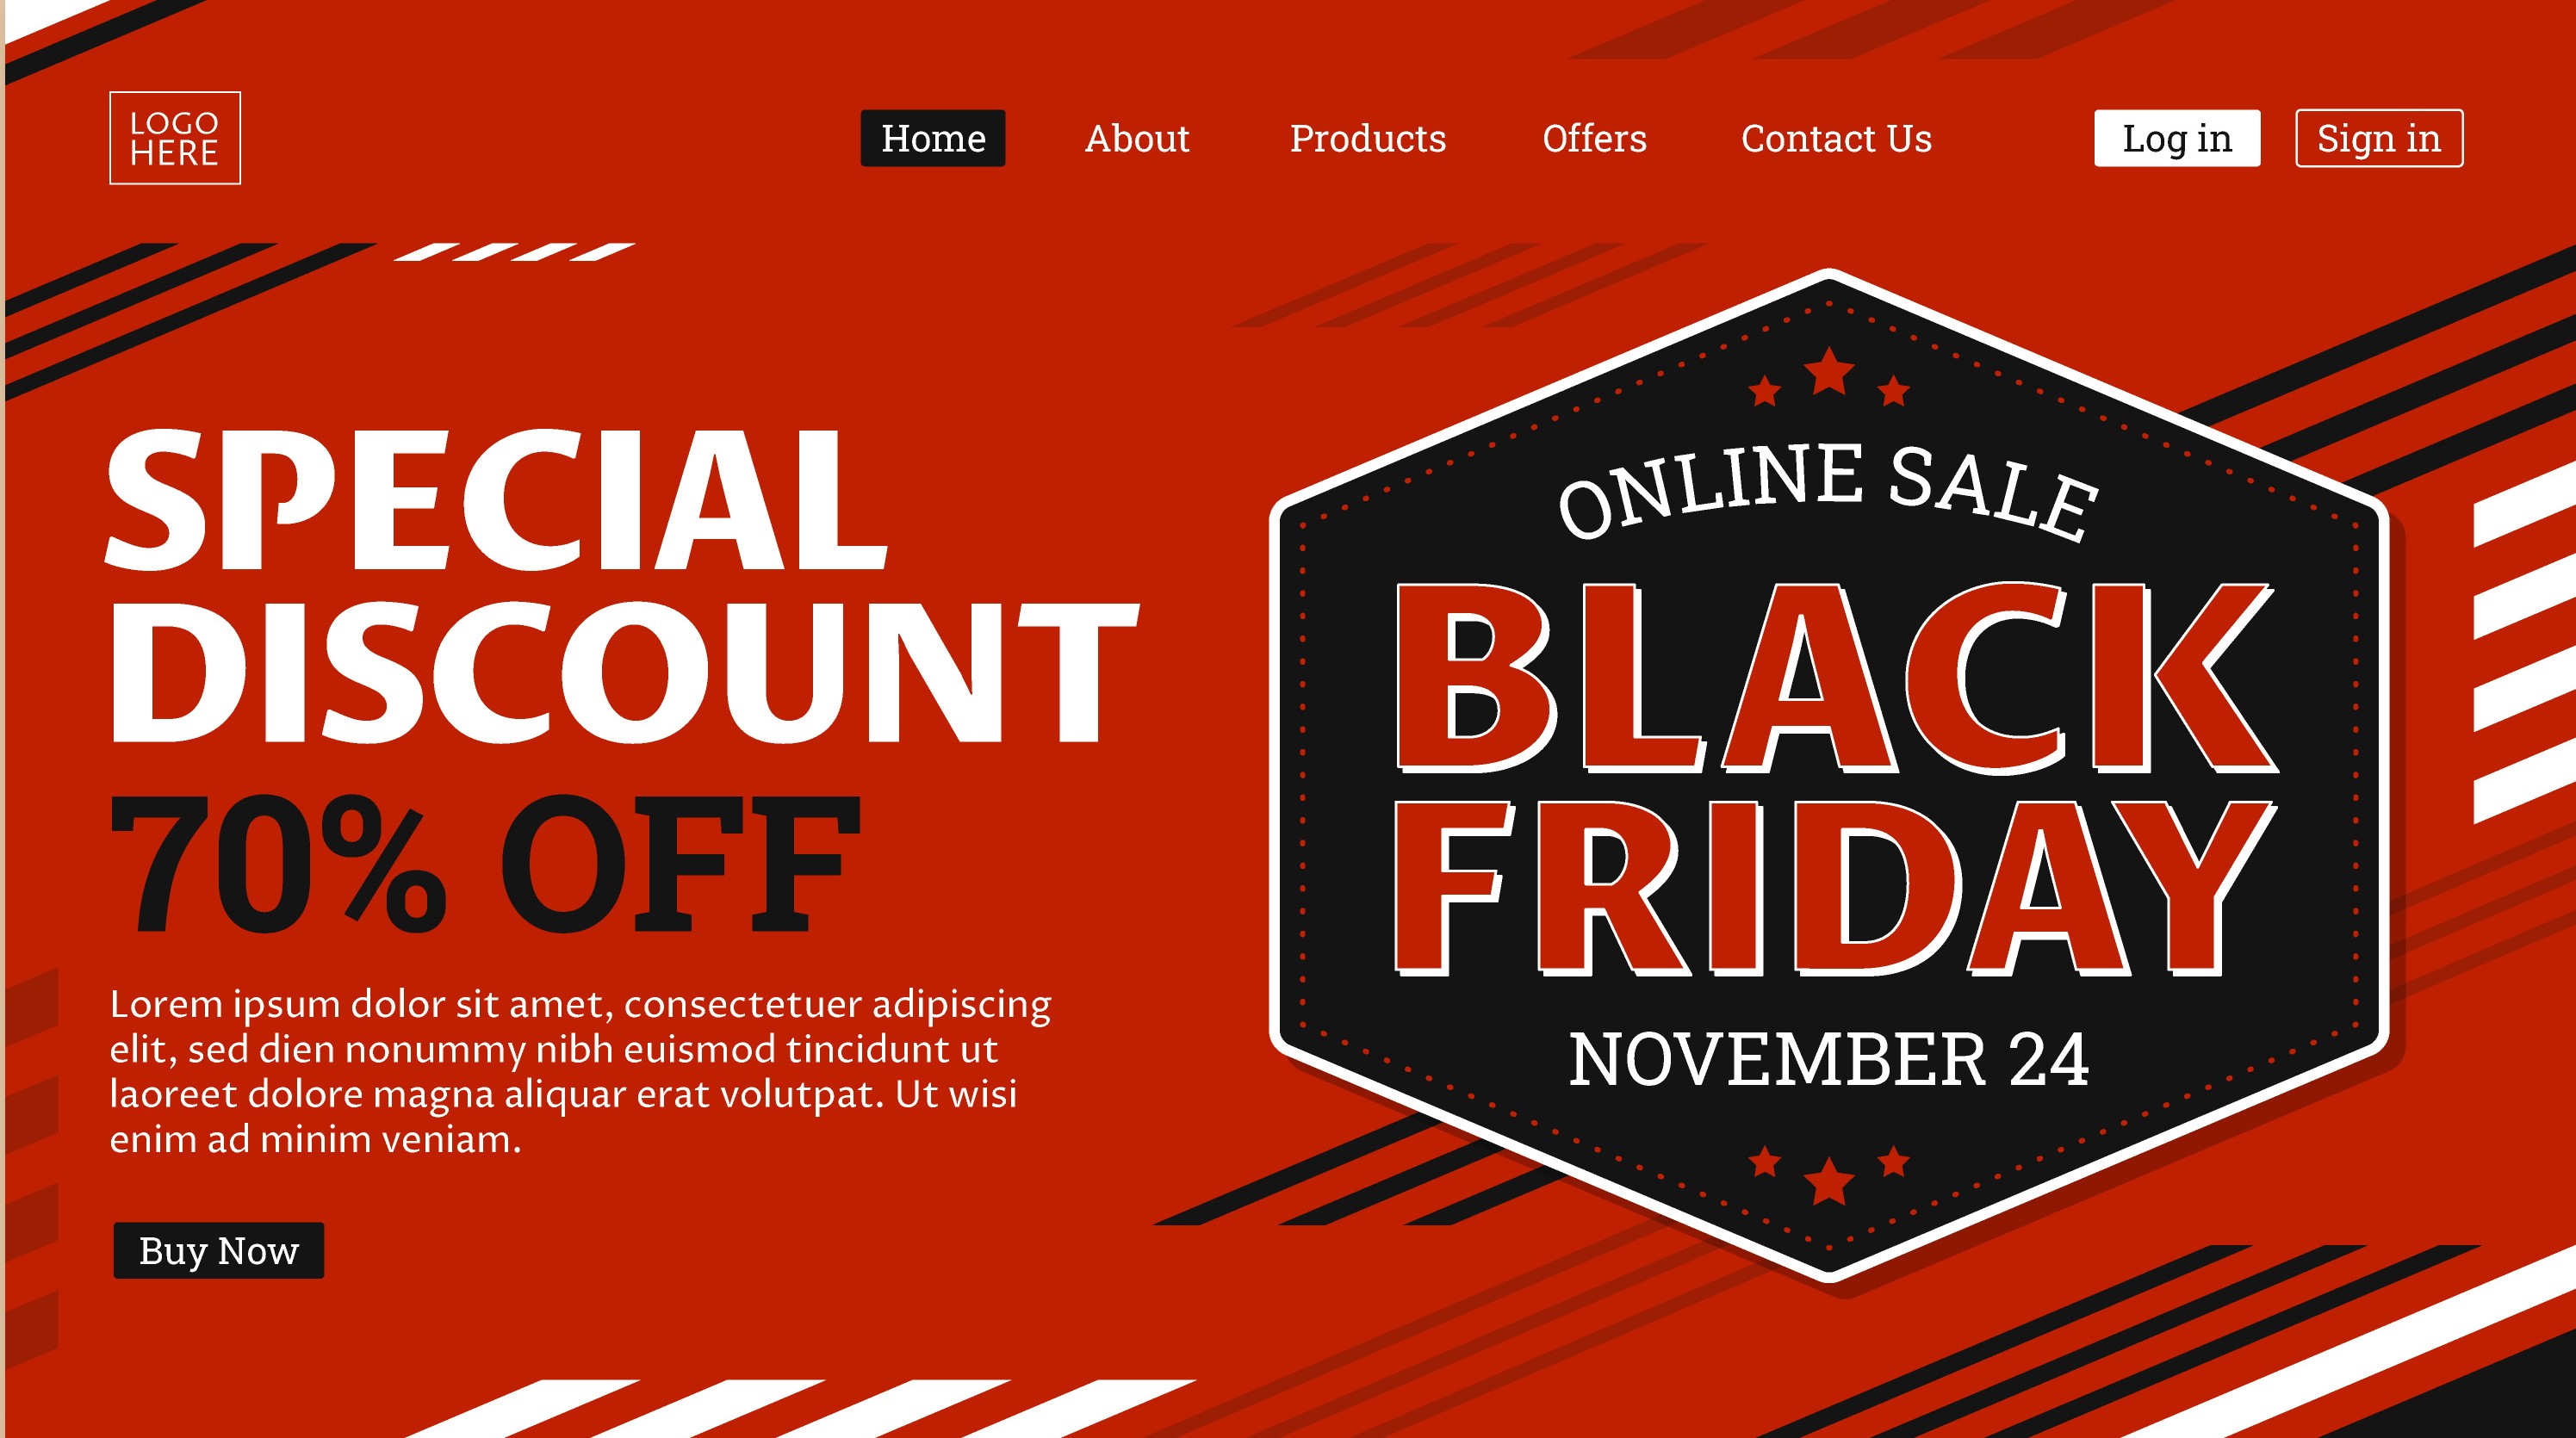 LOGO
HERE
Home
About
Products
Offers
Contact Us
Log in
Sign in
SPECIAL
DISCOUNT
70% OFF
Lorem ipsum dolor sit amet, consectetuer adipiscing
elit, sed dien nonummy nibh euismod tincidunt ut
laoreet dolore magna aliquar erat volutpat. Ut wisi
enim ad minim veniam.
Buy Now
ONLINE SALE
BLACK
FRIDAY
NOVEMBER 24